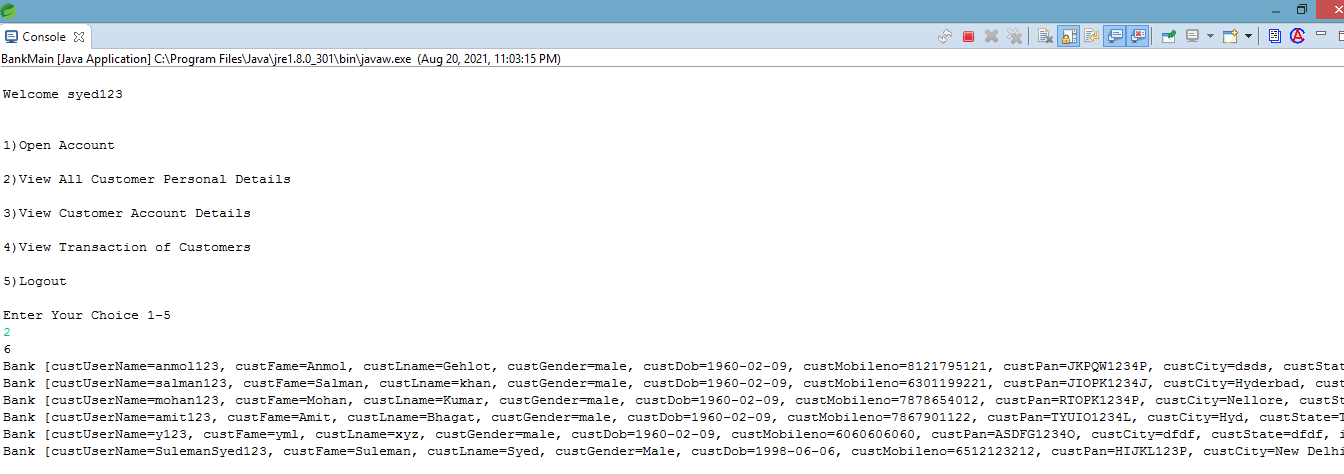 Console
BankMain [Java Application] C:\Program Files\Java\jre1.8.0_301\bin\javaw.exe (Aug 20, 2021, 11:03:15 PM)
Welcome syed123
1)Open Account
2)View All Customer Personal Details
3)View Customer Account Details
4)View Transaction of Customers
5)Logout
Enter Your Choice 1-5
2
6
Bank [custUserName=anmol123, custFame=Anmol, custLname=Gehlot, custGender=male, custDob=1960-02-09, custMobileno=8121795121, custPan=JKPQW1234P, custCity=dsds, custStat
Bank [custUserName=salman123, custFame=Salman, custLname=khan, custGender=male, custDob=1960-02-09, custMobileno=6301199221, custPan=JIOPK1234J, custCity=Hyderbad, custSt
Bank [custUserName=mohan123, custFame=Mohan, custLname=Kumar, custGender=male, custDob=1960-02-09, custMobileno=7878654012, custPan=RTOPK1234P, custCity=Nellore, custSt
Bank [custUserName=amit123, custFame=Amit, custLname=Bhagat, custGender=male, custDob=1960-02-09, custMobileno=7867901122, custPan=TYUIO1234L, custCity=Hyd, custState=T
Bank [custUserName=y123, custFame=yml, custLname=xyz, custGender=male, custDob=1960-02-09, custMobileno=6060606060, custPan=ASDFG1234O, custCity=dfdf, custState=dfdf, i
Bank [custUserName=SulemanSyed123, custFame=Suleman, custLname=Syed, custGender=Male, custDob=1998-06-06, custMobileno=6512123212, custPan=HIJKL123P, custCity=New Delhi